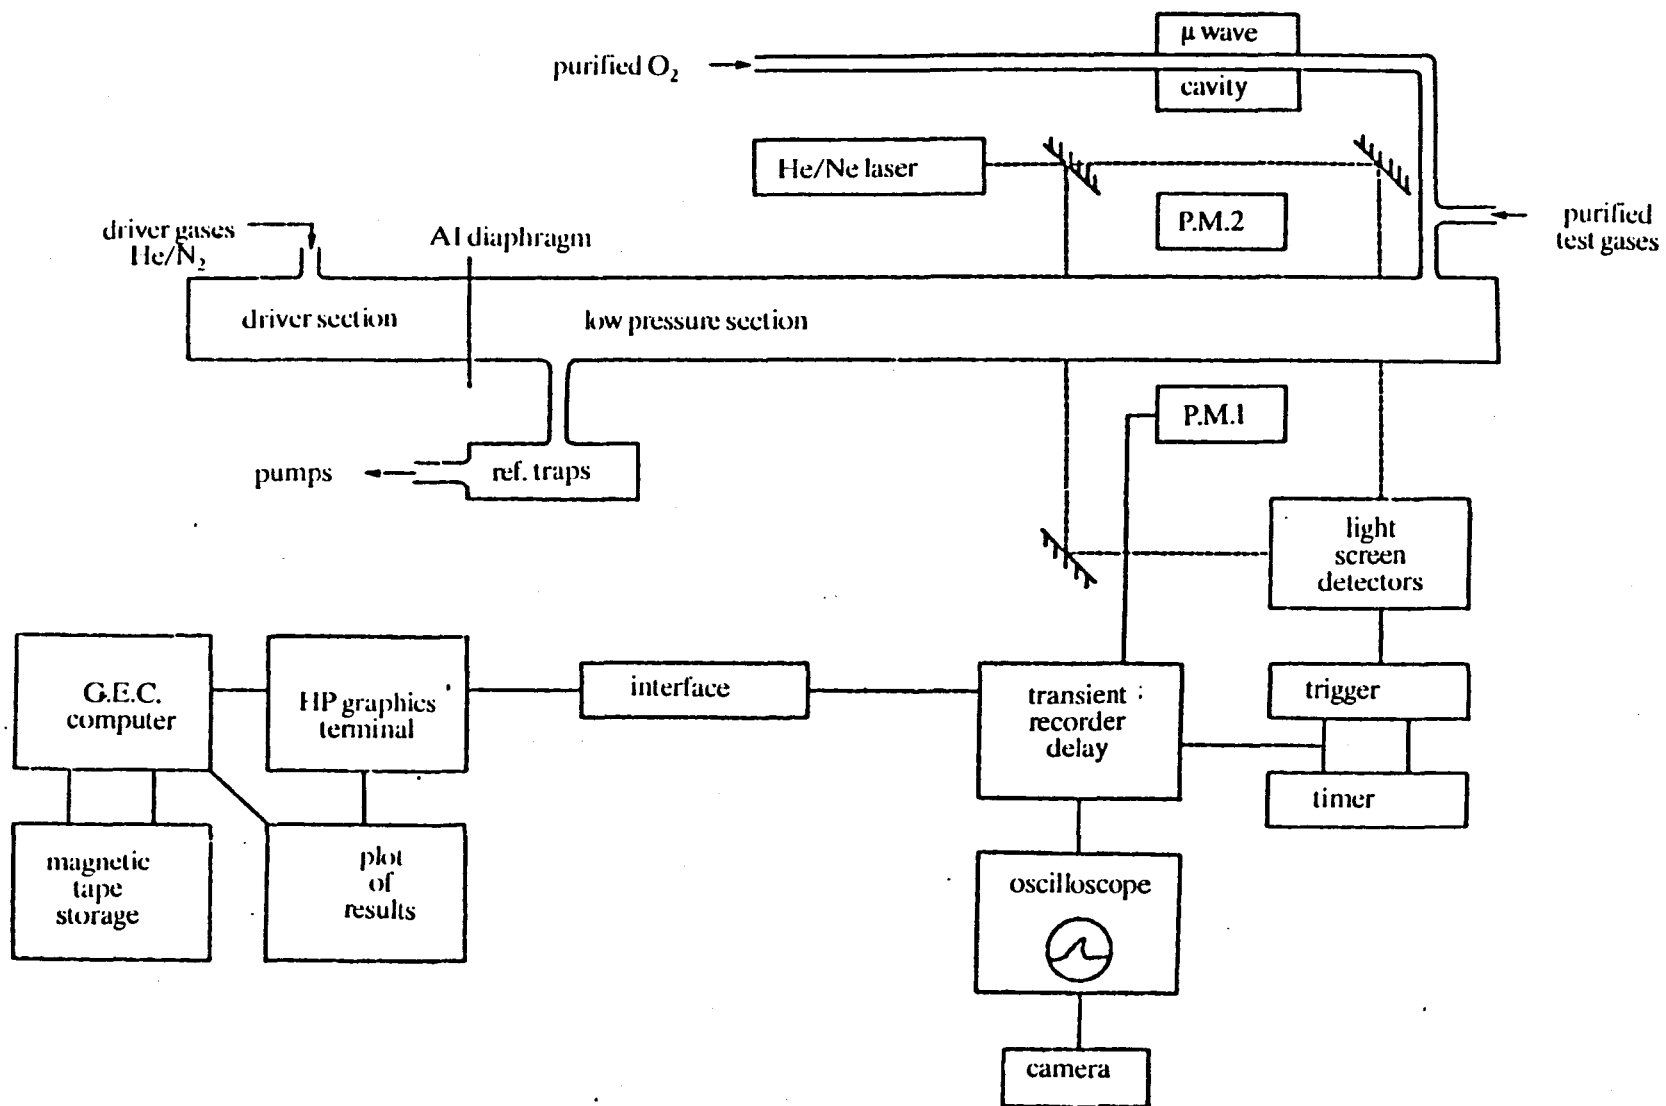 μ wave
purified O₂
cavity
He/Ne laser
P.M.2
purified
test gases
driver gases
He/N₂
Al diaphragm
driver section
low pressure section
P.M.1
pumps
ref. traps
light
screen
detectors
G.E.C.
computer
HP graphics
terminal
interface
transient
recorder
delay
trigger
timer
magnetic
tape
storage
plot
of
results
oscilloscope
camera